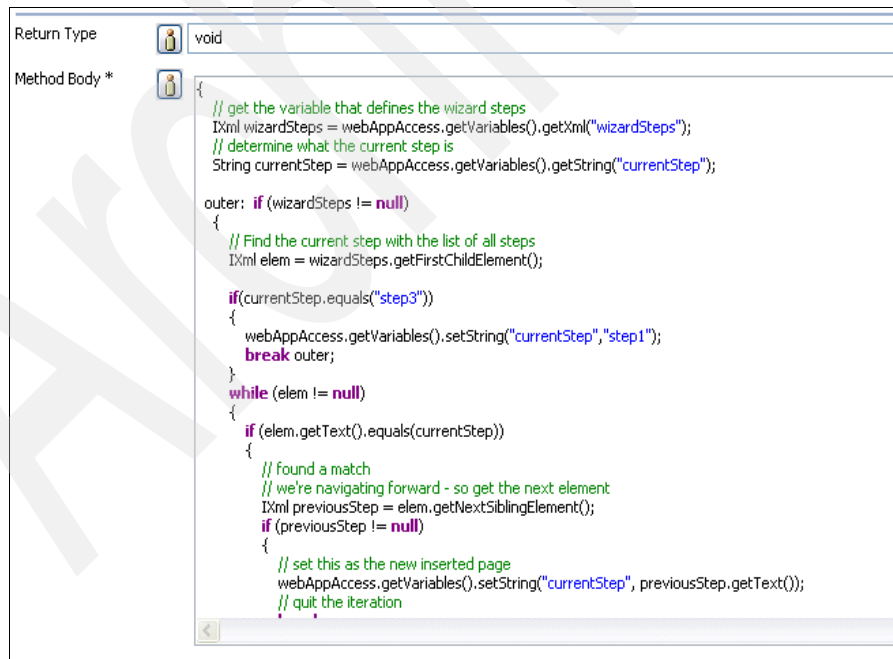 Return Type
void
Method Body *
{
// get the variable that defines the wizard steps
IXml wizardSteps = webAppAccess.getVariables().getXml("wizardSteps");
// determine what the current step is
String currentStep = webAppAccess.getVariables().getString("currentStep");
outer: if (wizardSteps != null)
{
// Find the current step with the list of all steps
IXml elem = wizardSteps.getFirstChildElement();
if(currentStep.equals("step3"))
{
webAppAccess.getVariables().setString("currentStep","step1");
break outer;
}
while (elem != null)
{
if (elem.getText().equals(currentStep))
{
// found a match
// we're navigating forward - so get the next element
IXml previousStep = elem.getNextSiblingElement();
if (previousStep != null)
{
// set this as the new inserted page
webAppAccess.getVariables().setString("currentStep", previousStep.getText());
// quit the iteration